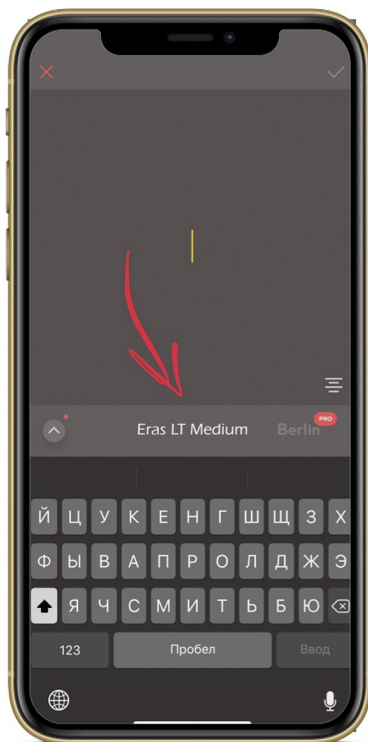 PRO
Eras LT Medium Berlin
Й Ц У К Е Н Г Ш Щ З Х
Ф Ы В А П Р О Л Д Ж Э
Я Ч С М И Т Ь Б Ю
123 Пробел Ввод